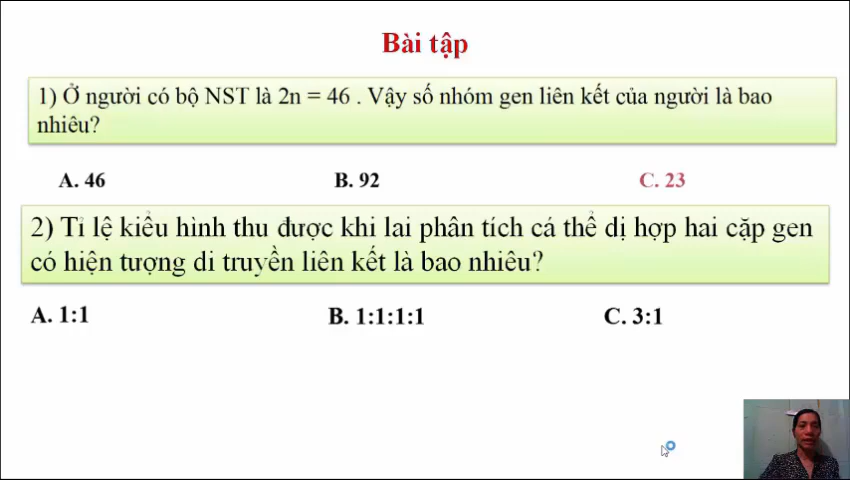 Bài tập
1) Ở người có bộ NST là 2n = 46 . Vậy số nhóm gen liên kết của người là bao
nhiêu?
A. 46 B. 92 C. 23
2) Tỉ lệ kiểu hình thu được khi lai phân tích cá thể dị hợp hai cặp gen
có hiện tượng di truyền liên kết là bao nhiêu?
A. 1:1 B. 1:1:1:1 C. 3:1